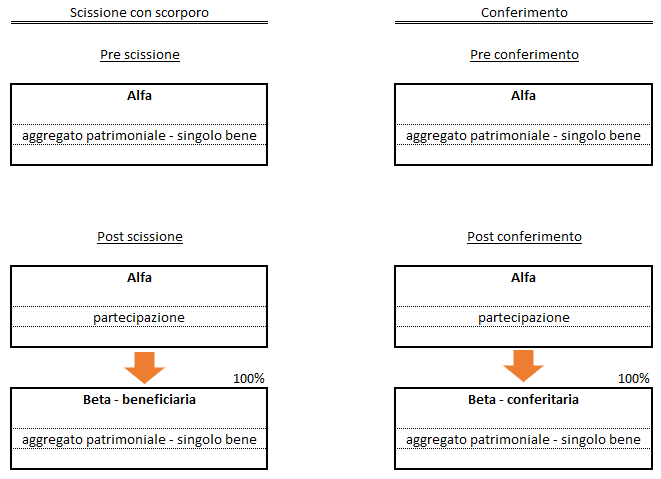 Scissione con scorporo
Pre scissione
Alfa
aggregato patrimoniale - singolo bene
Post scissione
Alfa
partecipazione
100%
Beta - beneficiaria
aggregato patrimoniale - singolo bene
Conferimento
Pre conferimento
Alfa
aggregato patrimoniale - singolo bene
Post conferimento
Alfa
partecipazione
100%
Beta - conferitaria
aggregato patrimoniale - singolo bene